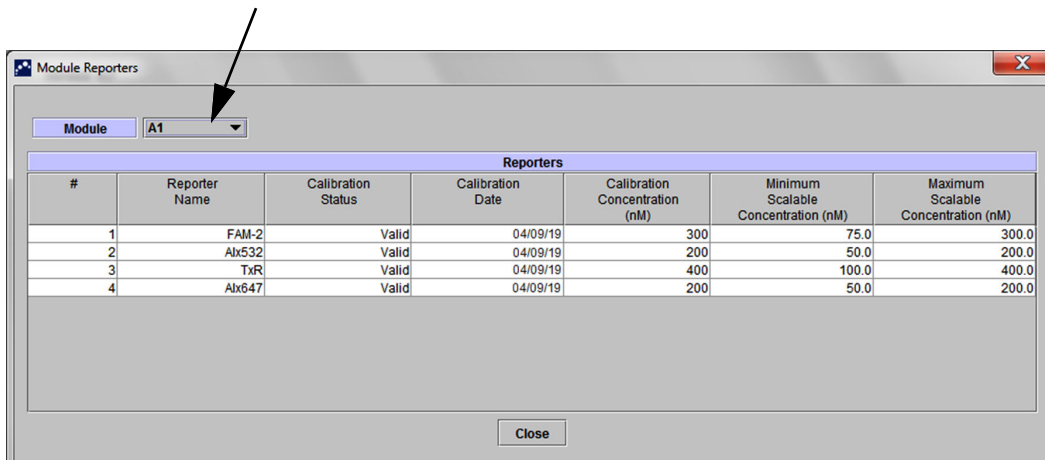 Module Reporters
X
Module A1
Reporters
# Reporter Name Calibration Status Calibration Date Calibration Concentration (nM) Minimum Scalable Concentration (nM) Maximum Scalable Concentration (nM)
1 FAM-2 Valid 04/09/19 300 75.0 300.0
2 Alx532 Valid 04/09/19 200 50.0 200.0
3 TxR Valid 04/09/19 400 100.0 400.0
4 Alx647 Valid 04/09/19 200 50.0 200.0
Close